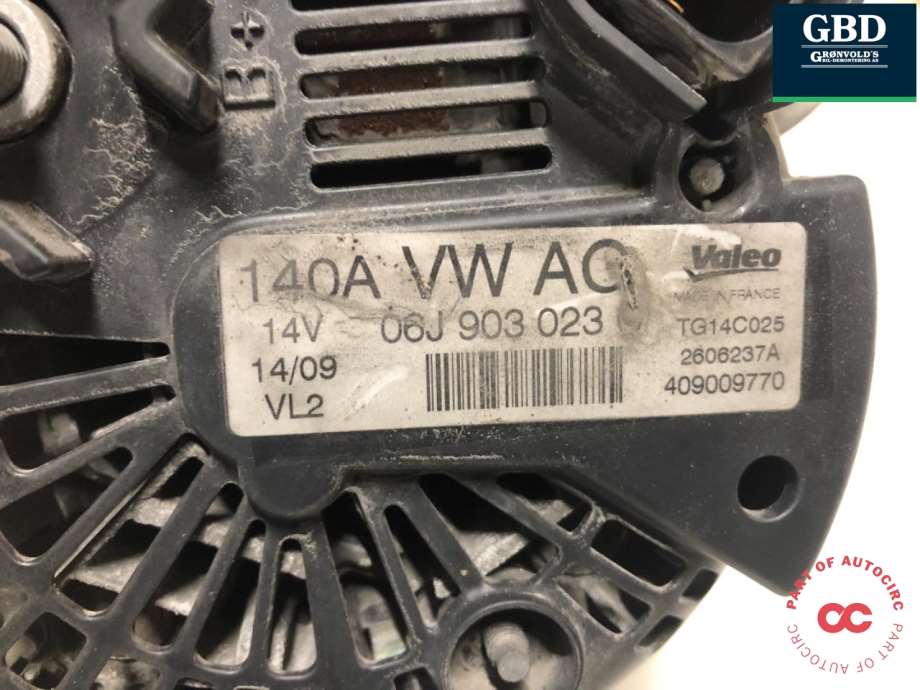 B+
GBD
GRØNVOLD'S
BIL-DEMONTERING AS
140A VW AG
Valeo
MADE IN FRANCE
14V 06J 903 023
TG14C025
14/09
2606237A
VL2
409009770
PART OF AUTOCIRC
PART OF AUTOCIRC